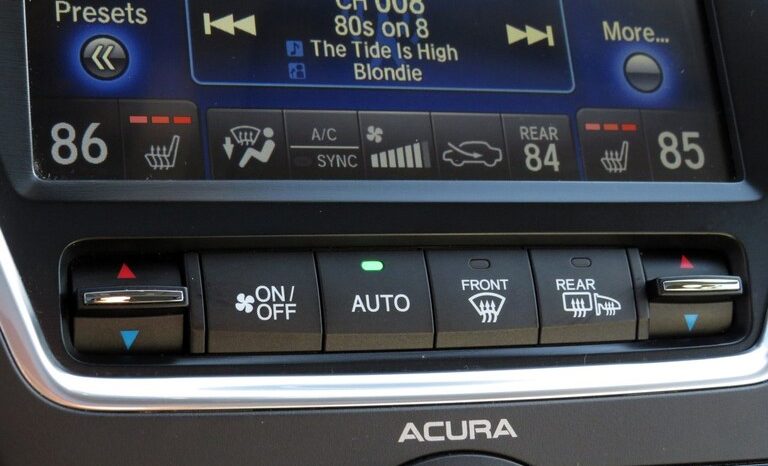 Presets
CH 008
80s on 8
The Tide Is High
Blondie
More...
86
A/C
SYNC
REAR
84
85
ON/
OFF
AUTO
FRONT
REAR
ACURA